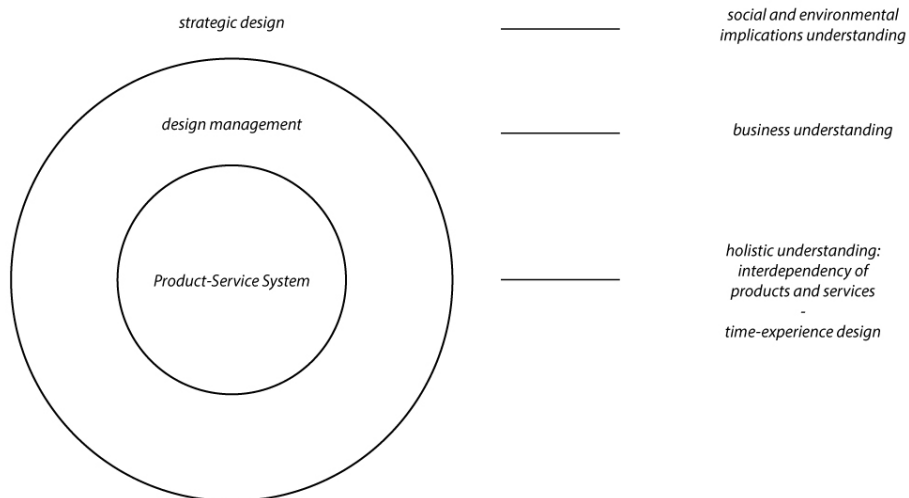 strategic design
social and environmental
implications understanding
design management
business understanding
Product-Service System
holistic understanding:
interdependency of
products and services
-
time-experience design